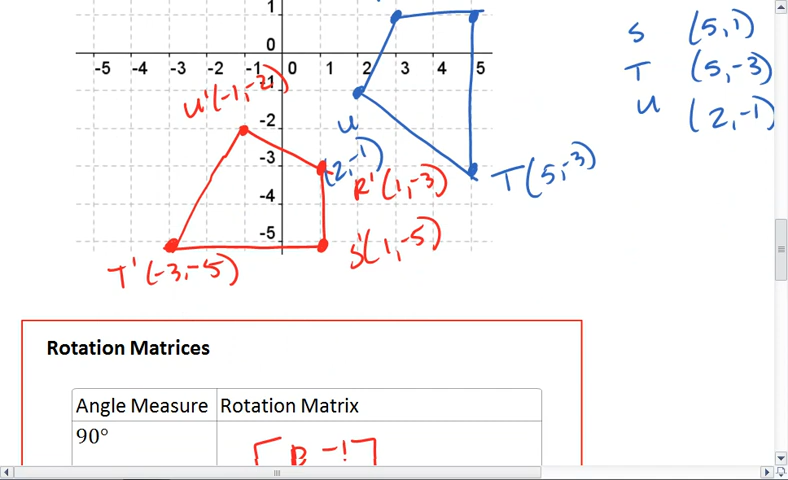 1
S (5,1)
0
-5 -4 -3 -2 -1 0 1 2 3 4 5
T (5,-3)
-1
U'(-1,-2)
U (2,-1)
U
-2
(2,-1)
-3
R'(1,-3)
T(5,-3)
-4
-5
S'(1,-5)
T'(-3,-5)
Rotation Matrices
Angle Measure Rotation Matrix
90°
-1